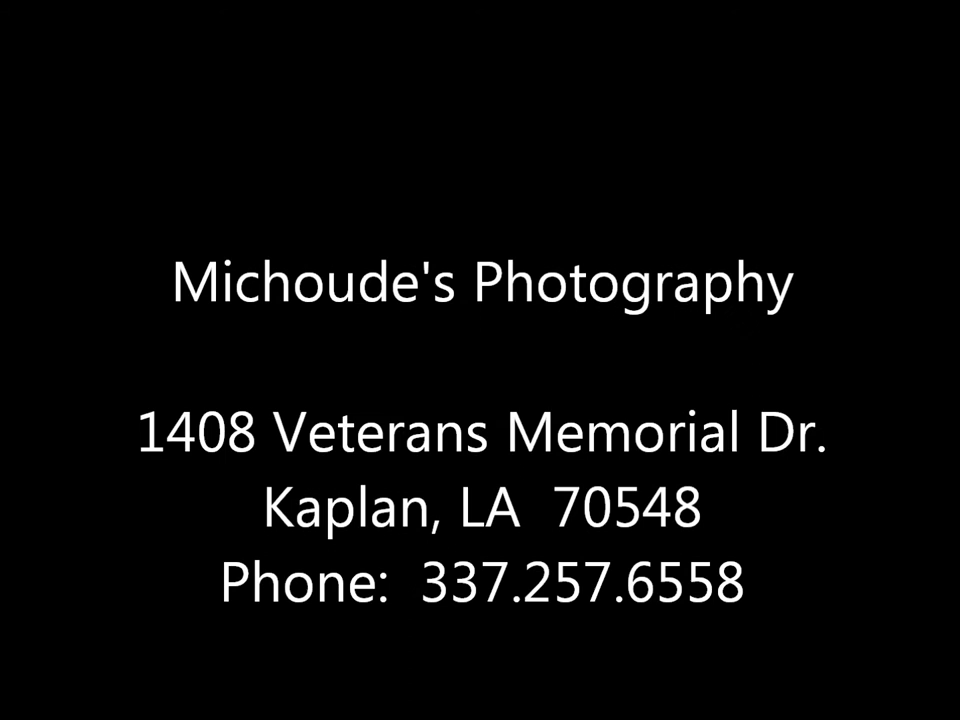 Michoude's Photography
1408 Veterans Memorial Dr.
Kaplan, LA  70548
Phone:  337.257.6558